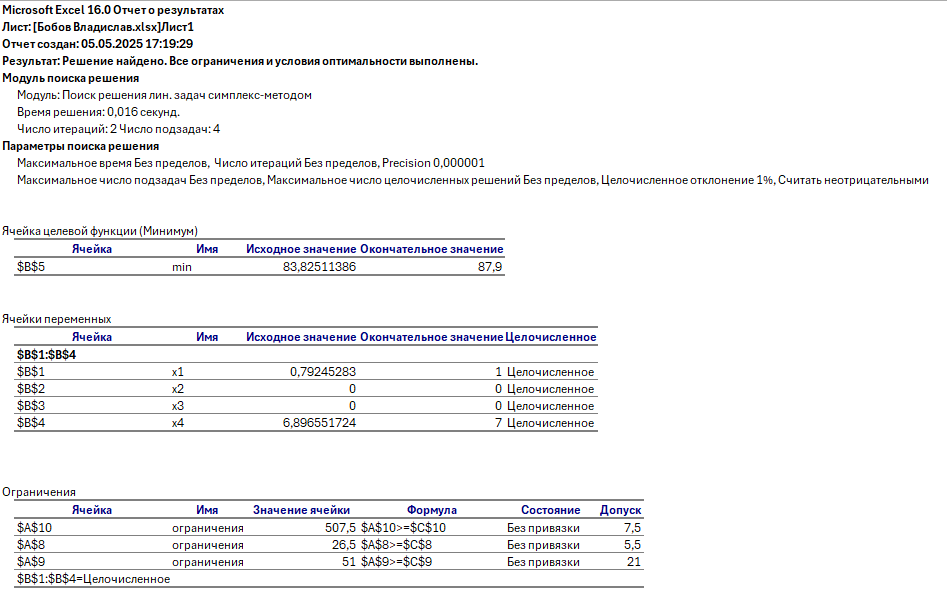 Microsoft Excel 16.0 Отчет о результатах
Лист: [Бобов Владислав.xlsx]Лист1
Отчет создан: 05.05.2025 17:19:29
Результат: Решение найдено. Все ограничения и условия оптимальности выполнены.
Модуль поиска решения
Модуль: Поиск решения лин. задач симплекс-методом
Время решения: 0,016 секунд.
Число итераций: 2 Число подзадач: 4
Параметры поиска решения
Максимальное время Без пределов, Число итераций Без пределов, Precision 0,000001
Максимальное число подзадач Без пределов, Максимальное число целочисленных решений Без пределов, Целочисленное отклонение 1%, Считать неотрицательными
Ячейка целевой функции (Минимум)
Ячейка Имя Исходное значение Окончательное значение
$B$5 min 83,82511386 87,9
Ячейки переменных
Ячейка Имя Исходное значение Окончательное значение Целочисленное
$B$1:$B$4
$B$1 x1 0,79245283 1 Целочисленное
$B$2 x2 0 0 Целочисленное
$B$3 x3 0 0 Целочисленное
$B$4 x4 6,896551724 7 Целочисленное
Ограничения
Ячейка Имя Значение ячейки Формула Состояние Допуск
$A$10 ограничения 507,5 $A$10>=$C$10 Без привязки 7,5
$A$8 ограничения 26,5 $A$8>=$C$8 Без привязки 5,5
$A$9 ограничения 51 $A$9>=$C$9 Без привязки 21
$B$1:$B$4=Целочисленное